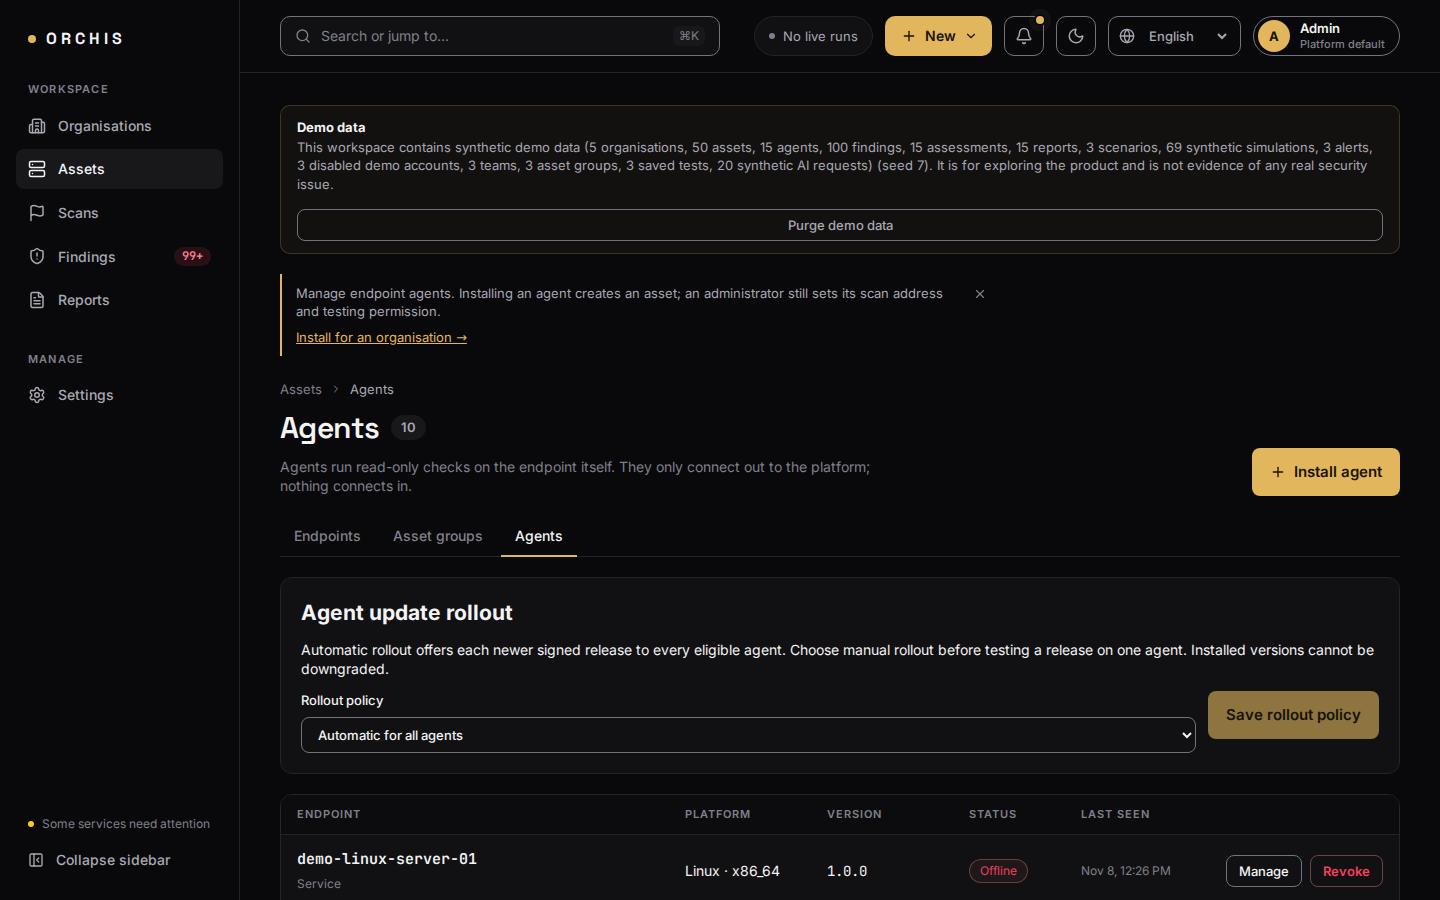 ORCHIS
Search or jump to...
⌘K
No live runs
New
English
A
Admin
Platform default
WORKSPACE
Organisations
Assets
Scans
Findings
99+
Reports
MANAGE
Settings
Some services need attention
Collapse sidebar
Demo data
This workspace contains synthetic demo data (5 organisations, 50 assets, 15 agents, 100 findings, 15 assessments, 15 reports, 3 scenarios, 69 synthetic simulations, 3 alerts,
3 disabled demo accounts, 3 teams, 3 asset groups, 3 saved tests, 20 synthetic AI requests) (seed 7). It is for exploring the product and is not evidence of any real security
issue.
Purge demo data
Manage endpoint agents. Installing an agent creates an asset; an administrator still sets its scan address
and testing permission.
Install for an organisation →
Assets > Agents
Agents 10
Agents run read-only checks on the endpoint itself. They only connect out to the platform;
nothing connects in.
+ Install agent
Endpoints Asset groups Agents
Agent update rollout
Automatic rollout offers each newer signed release to every eligible agent. Choose manual rollout before testing a release on one agent. Installed versions cannot be
downgraded.
Rollout policy
Automatic for all agents
Save rollout policy
ENDPOINT PLATFORM VERSION STATUS LAST SEEN
demo-linux-server-01
Service
Linux · x86_64 1.0.0 Offline Nov 8, 12:26 PM Manage Revoke